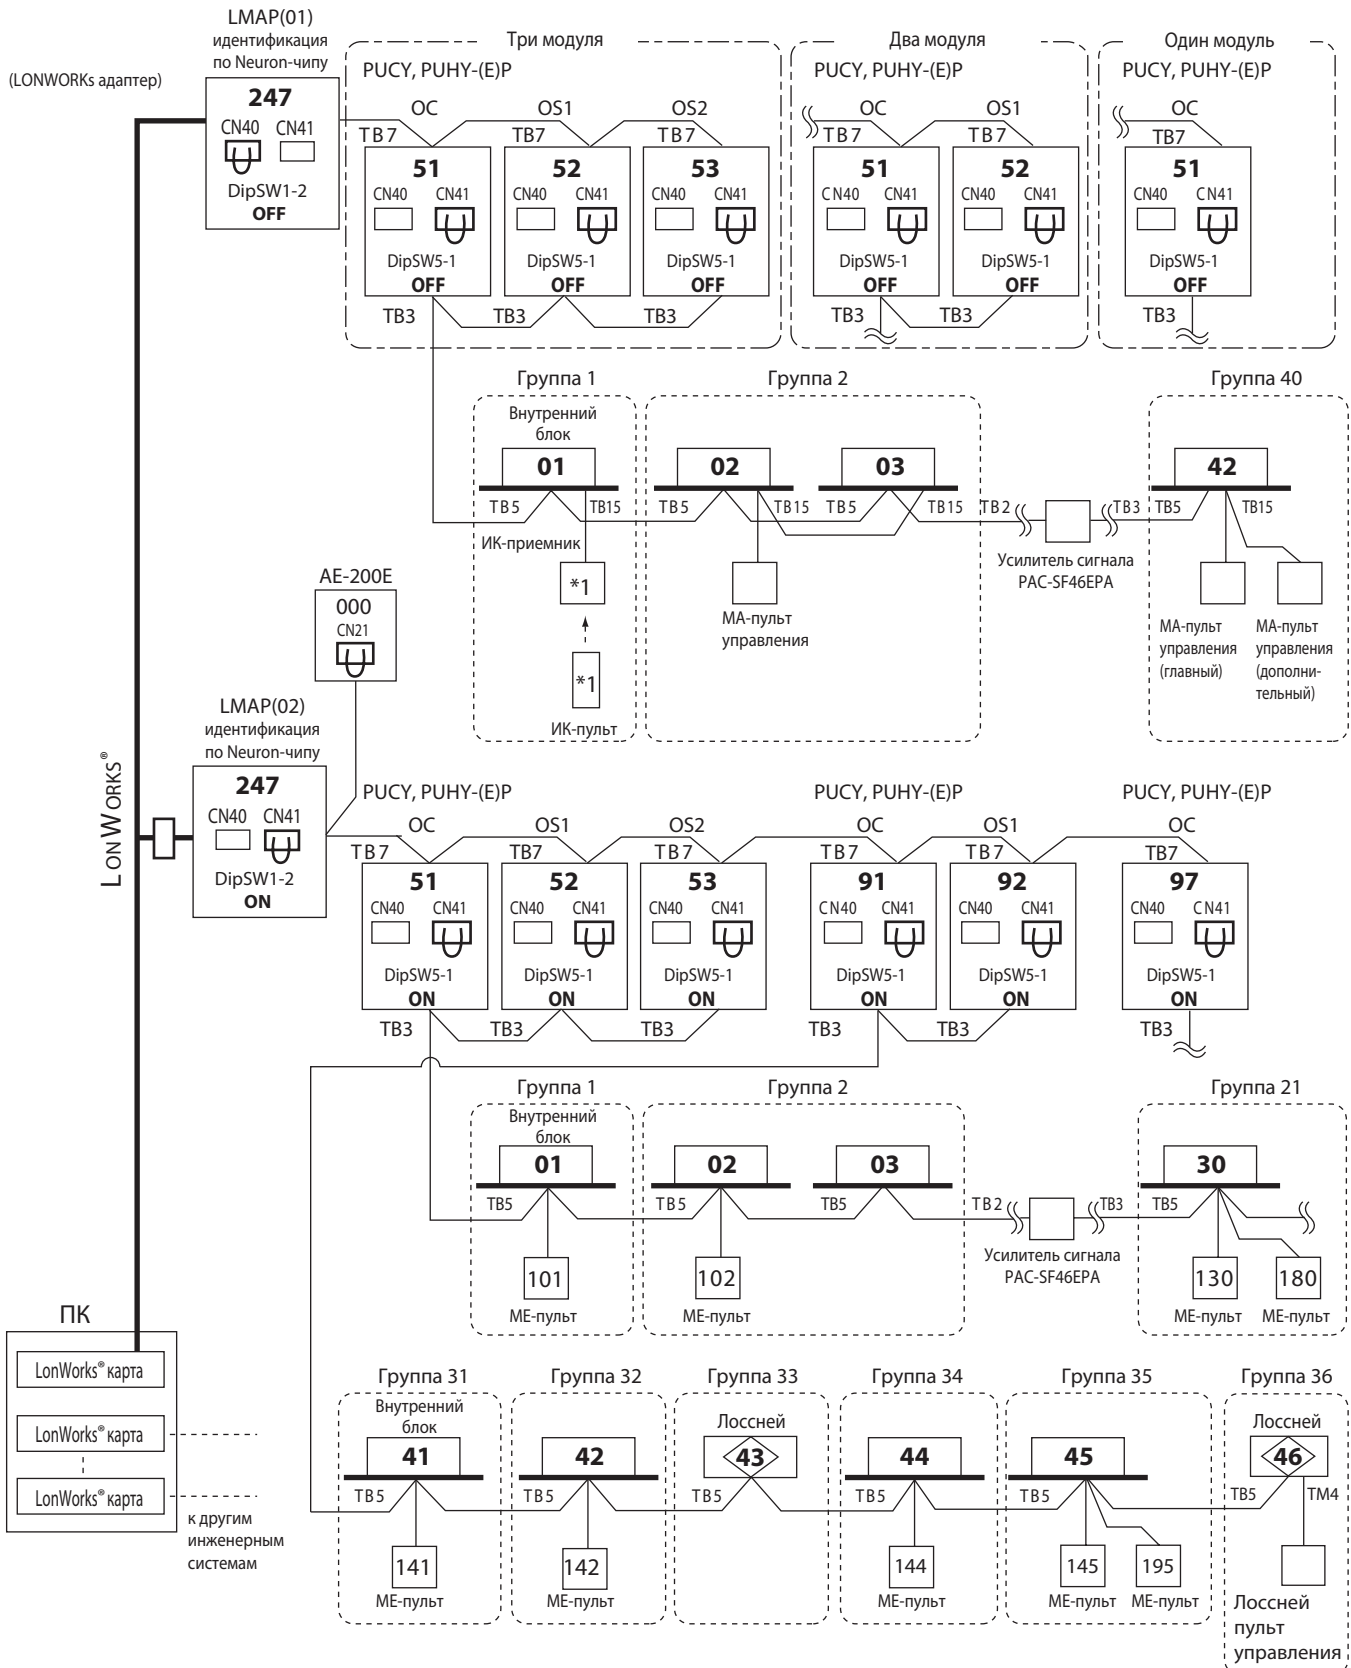 LMAP(01)
идентификация
по Neuron-чипу
(LONWORKs адаптер)
247
CN40 CN41
DipSW1-2
OFF
Три модуля
PUCY, PUHY-(E)P
OC OS1 OS2
TB7 TB7 TB7
51 52 53
CN40 CN41 CN40 CN41 CN40 CN41
DipSW5-1 DipSW5-1 DipSW5-1
OFF OFF OFF
TB3 TB3 TB3
Два модуля
PUCY, PUHY-(E)P
OC OS1
TB7 TB7
51 52
CN40 CN41 CN40 CN41
DipSW5-1 DipSW5-1
OFF OFF
TB3 TB3
Один модуль
PUCY, PUHY-(E)P
OC
TB7
51
CN40 CN41
DipSW5-1
OFF
TB3
Группа 1
Внутренний
блок
01
TB5 TB15
ИК-приемник
*1
*1
ИК-пульт
Группа 2
02 03
TB5 TB15 TB5 TB15
МА-пульт
управления
TB2 TB3
Усилитель сигнала
PAC-SF46EPA
Группа 40
42
TB5 TB15
МА-пульт
управления
(главный)
МА-пульт
управления
(дополни-
тельный)
AE-200E
000
CN21
LMAP(02)
идентификация
по Neuron-чипу
247
CN40 CN41
DipSW1-2
ON
LONWORKS®
PUCY, PUHY-(E)P PUCY, PUHY-(E)P PUCY, PUHY-(E)P
OC OS1 OS2 OC OS1 OC
TB7 TB7 TB7 TB7 TB7 TB7
51 52 53 91 92 97
CN40 CN41 CN40 CN41 CN40 CN41 CN40 CN41 CN40 CN41 CN40 CN41
DipSW5-1 DipSW5-1 DipSW5-1 DipSW5-1 DipSW5-1 DipSW5-1
ON ON ON ON ON ON
TB3 TB3 TB3 TB3 TB3 TB3
Группа 1
Внутренний
блок
01
TB5
101
МЕ-пульт
Группа 2
02 03
TB5 TB5
102
МЕ-пульт
TB2 TB3
Усилитель сигнала
PAC-SF46EPA
Группа 21
30
TB5
130 180
МЕ-пульт МЕ-пульт
ПК
LonWorks® карта
LonWorks® карта
LonWorks® карта
к другим
инженерным
системам
Группа 31
Внутренний
блок
41
TB5
141
МЕ-пульт
Группа 32
42
TB5
142
МЕ-пульт
Группа 33
Лоссней
43
TB5
Группа 34
44
TB5
144
МЕ-пульт
Группа 35
45
TB5
145 195
МЕ-пульт МЕ-пульт
Группа 36
Лоссней
46
TB5 TM4
Лоссней
пульт
управления